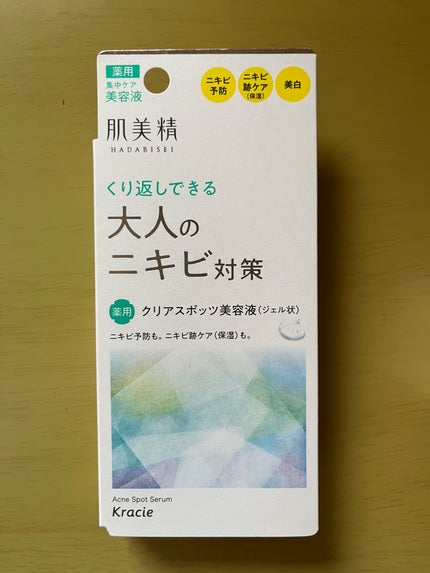 薬用
集中ケア
美容液
ニキビ
予防
ニキビ
跡ケア
(保湿)
美白
肌美精
HADABISEI
くり返しできる
大人の
ニキビ対策
薬用 クリアスポッツ美容液(ジェル状)
ニキビ予防も。ニキビ跡ケア(保湿)も。
Acne Spot Serum
Kracie